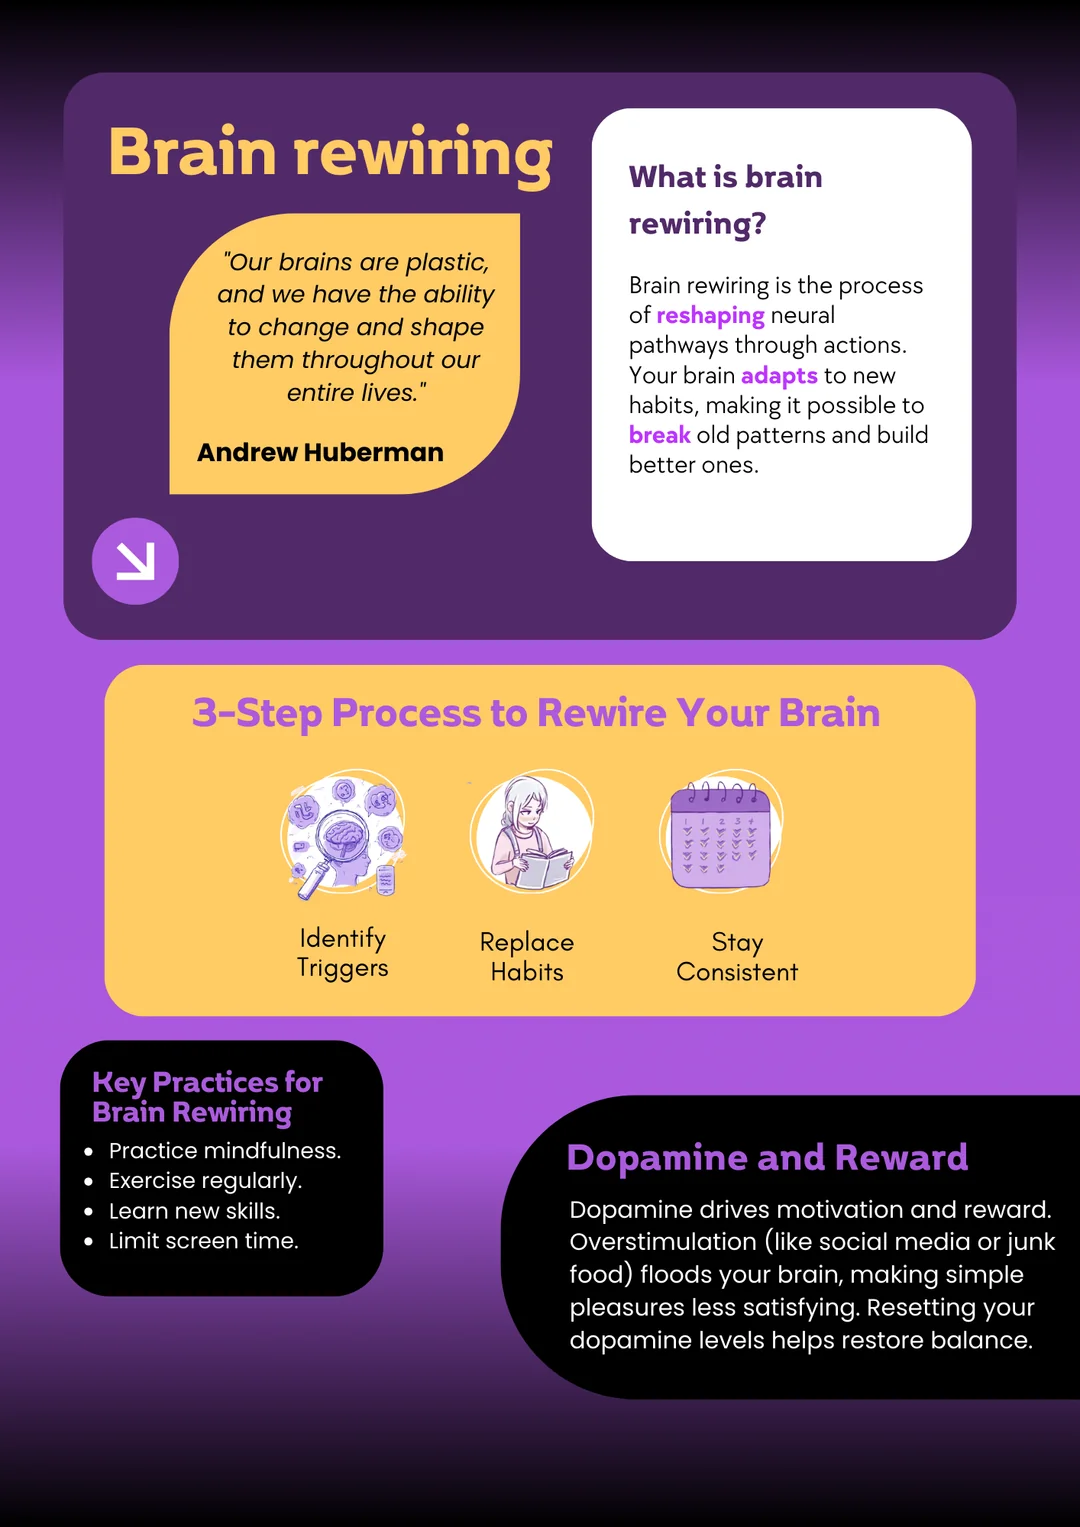 Brain rewiring
"Our brains are plastic,
and we have the ability
to change and shape
them throughout our
entire lives."
Andrew Huberman
What is brain
rewiring?
Brain rewiring is the process
of reshaping neural
pathways through actions.
Your brain adapts to new
habits, making it possible to
break old patterns and build
better ones.
3-Step Process to Rewire Your Brain
Identify
Triggers
Replace
Habits
Stay
Consistent
Key Practices for
Brain Rewiring
• Practice mindfulness.
• Exercise regularly.
• Learn new skills.
• Limit screen time.
Dopamine and Reward
Dopamine drives motivation and reward.
Overstimulation (like social media or junk
food) floods your brain, making simple
pleasures less satisfying. Resetting your
dopamine levels helps restore balance.